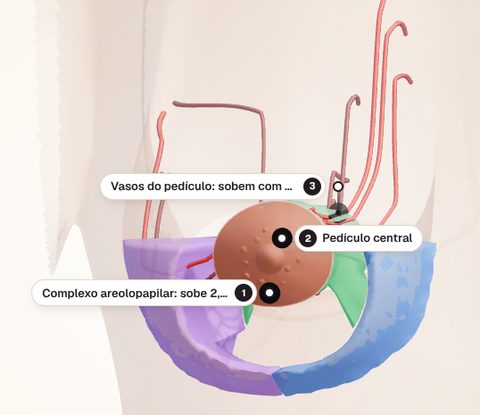 Vasos do pedículo: sobem com ... 3
2 Pedículo central
Complexo areolopapilar: sobe 2,... 1